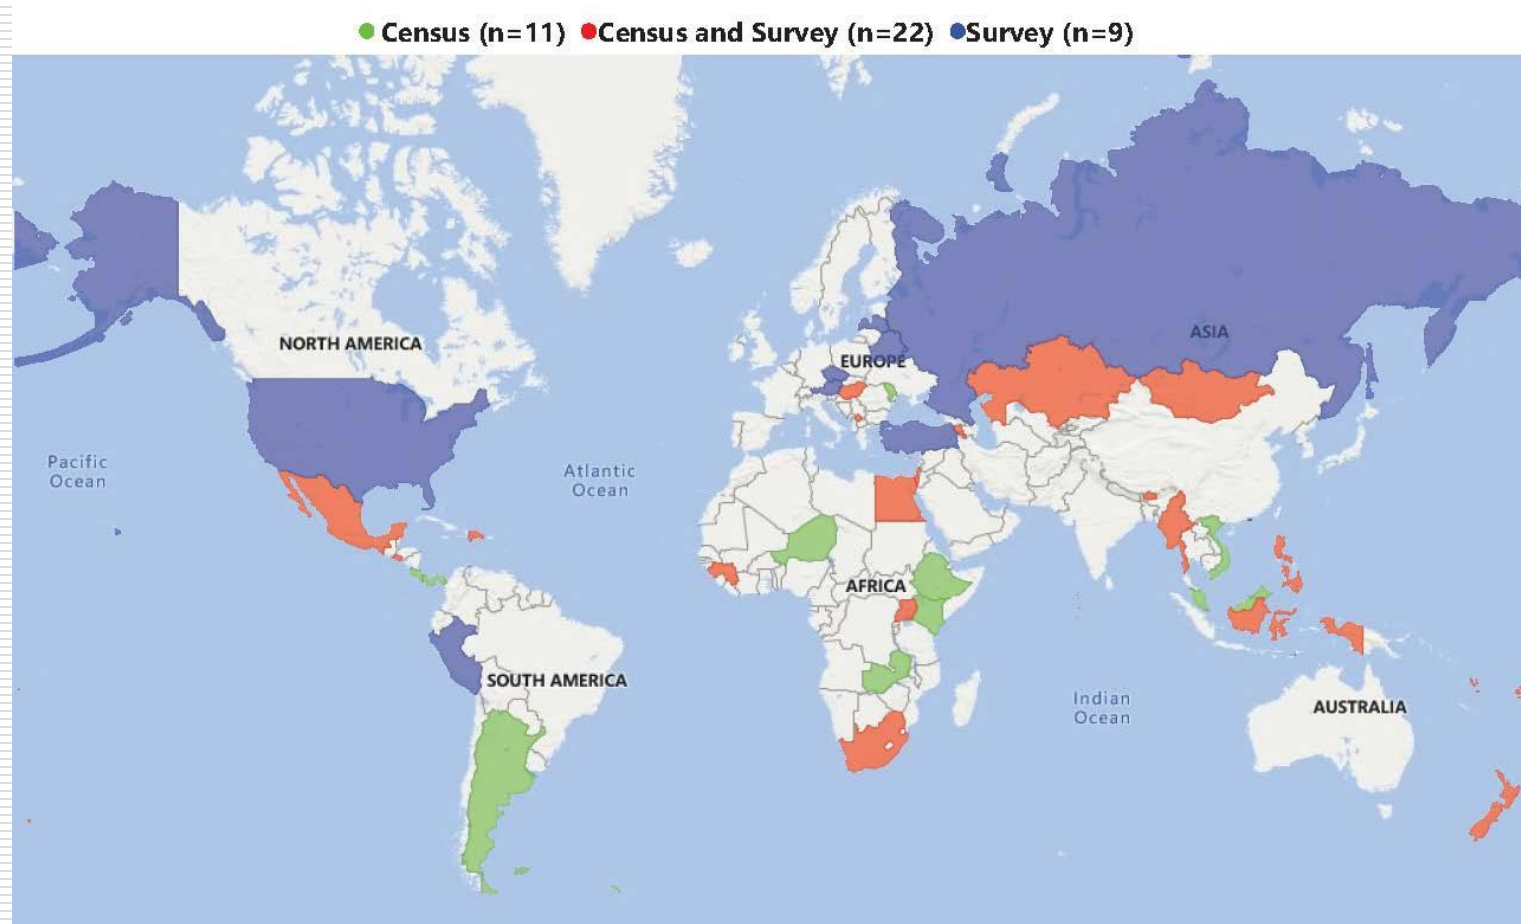 Census (n=11) Census and Survey (n=22) Survey (n=9)
NORTH AMERICA
ASIA
EUROPE
Pacific
Ocean
Atlantic
Ocean
AFRICA
SOUTH AMERICA
Indian
Ocean
AUSTRALIA